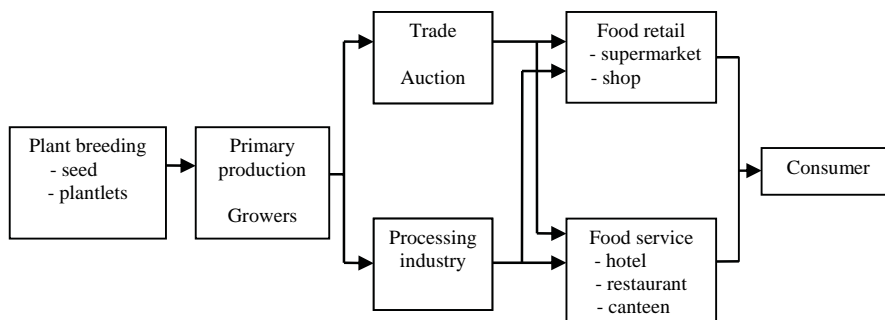 Plant breeding
- seed
- plantlets
Primary
production
Growers
Trade
Auction
Processing
industry
Food retail
- supermarket
- shop
Food service
- hotel
- restaurant
- canteen
Consumer